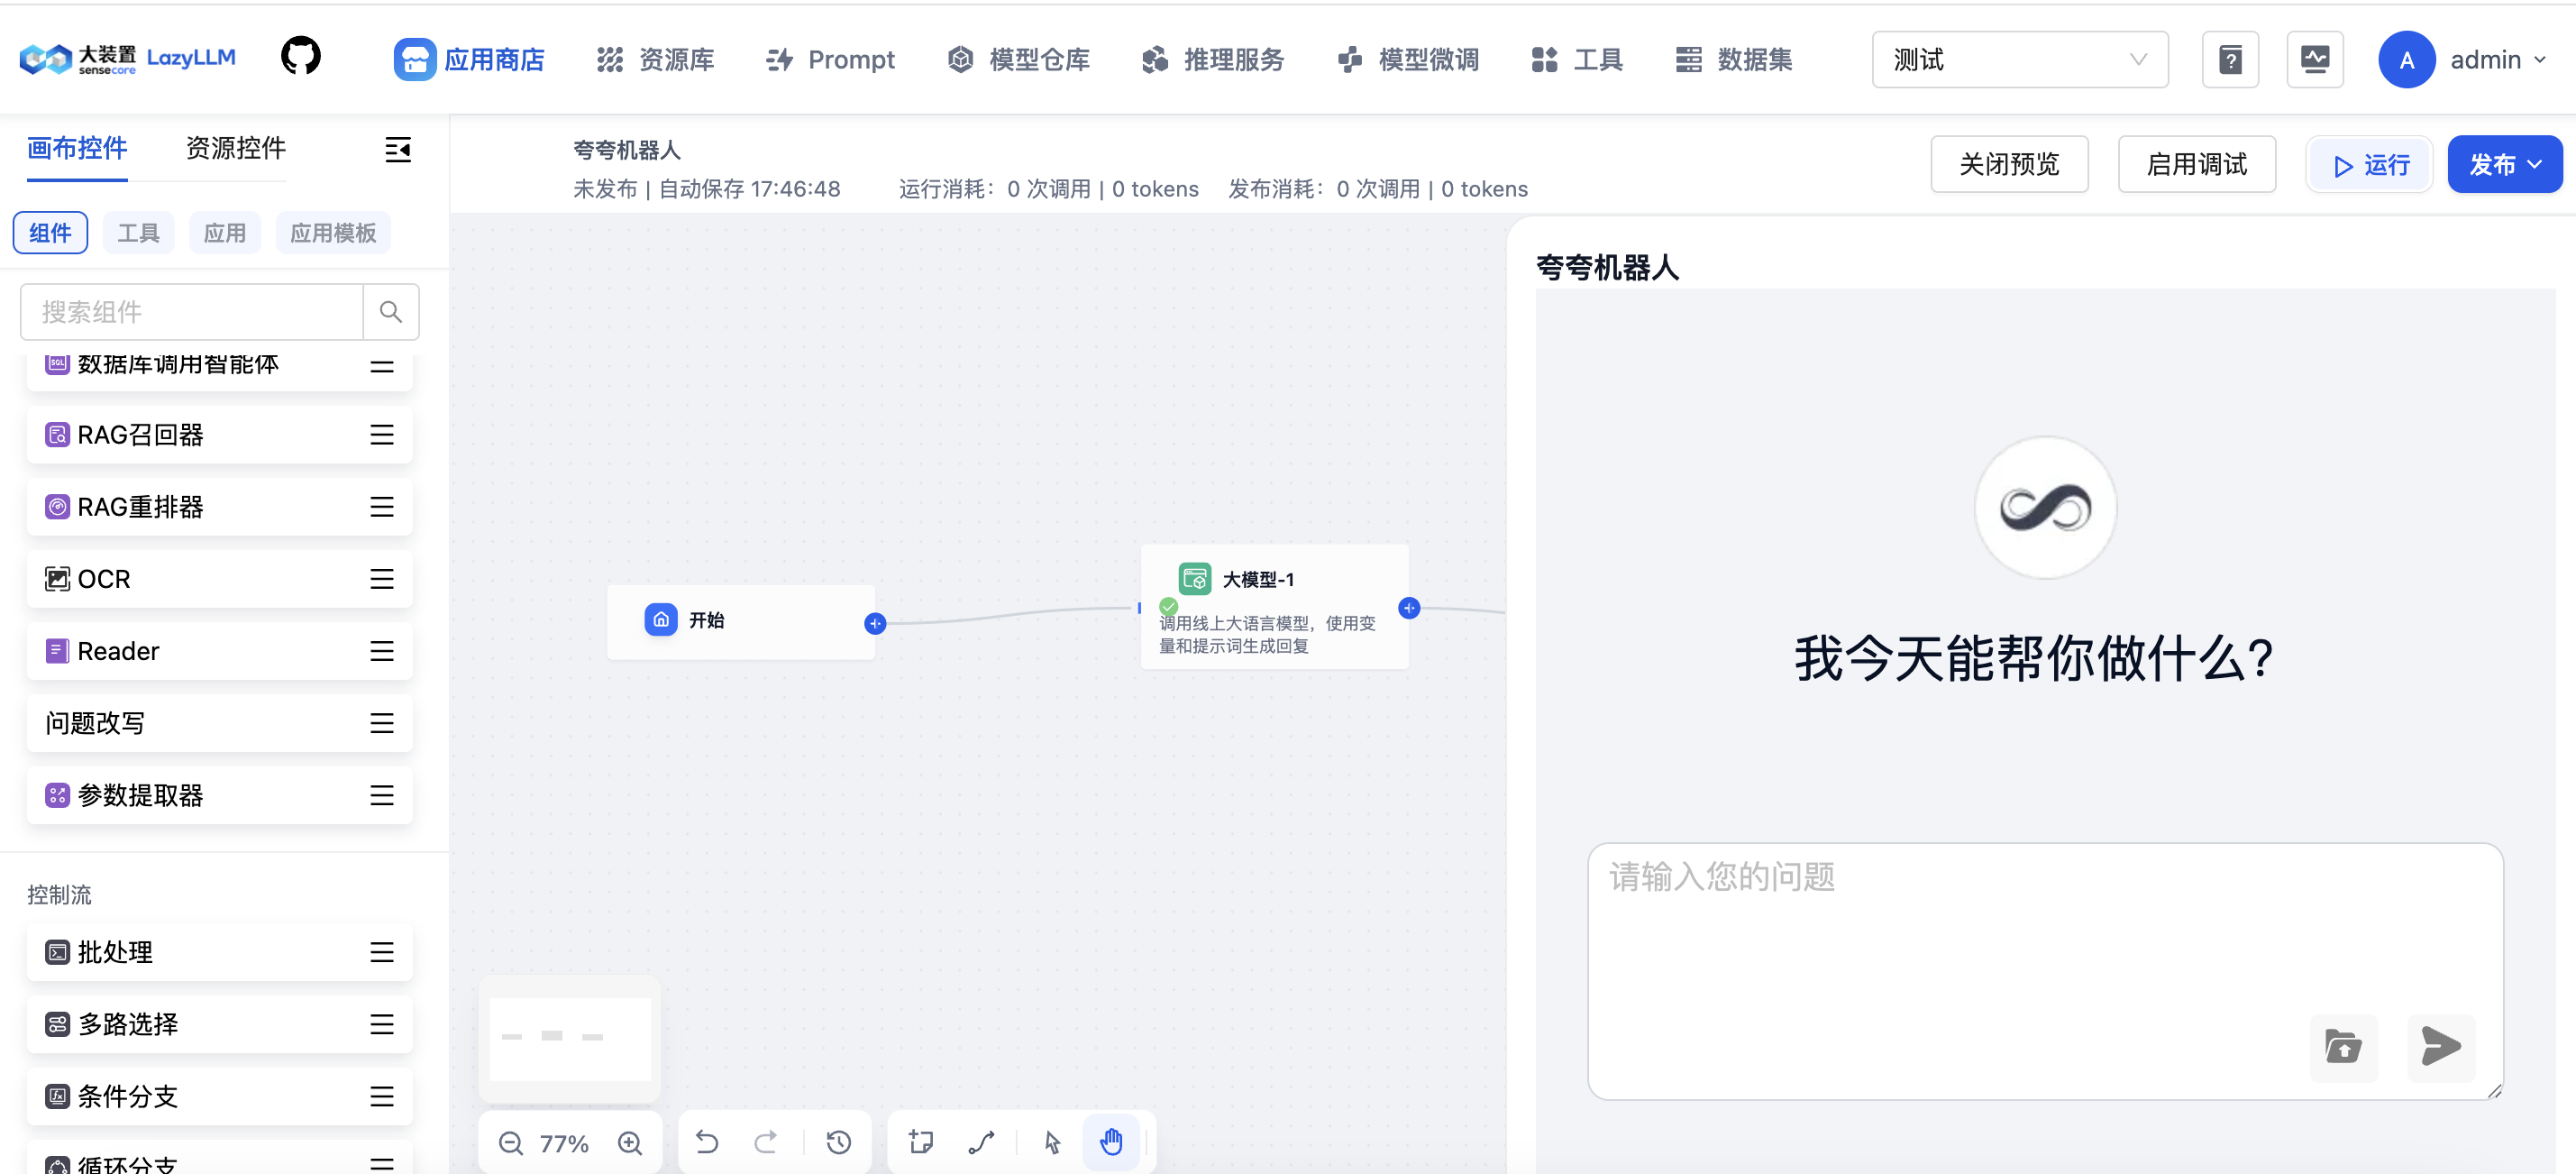 大装置 sensecore LazyLLM
应用商店
资源库
Prompt
模型仓库
推理服务
模型微调
工具
数据集
测试
A
admin
画布控件
资源控件
组件
工具
应用
应用模板
搜索组件
数据库调用智能体
RAG召回器
RAG重排器
OCR
Reader
问题改写
参数提取器
控制流
批处理
多路选择
条件分支
循环分支
夸夸机器人
未发布 | 自动保存 17:46:48
运行消耗：0 次调用 | 0 tokens
发布消耗：0 次调用 | 0 tokens
关闭预览
启用调试
运行
发布
开始
大模型-1
调用线上大语言模型，使用变
量和提示词生成回复
77%
夸夸机器人
我今天能帮你做什么?
请输入您的问题